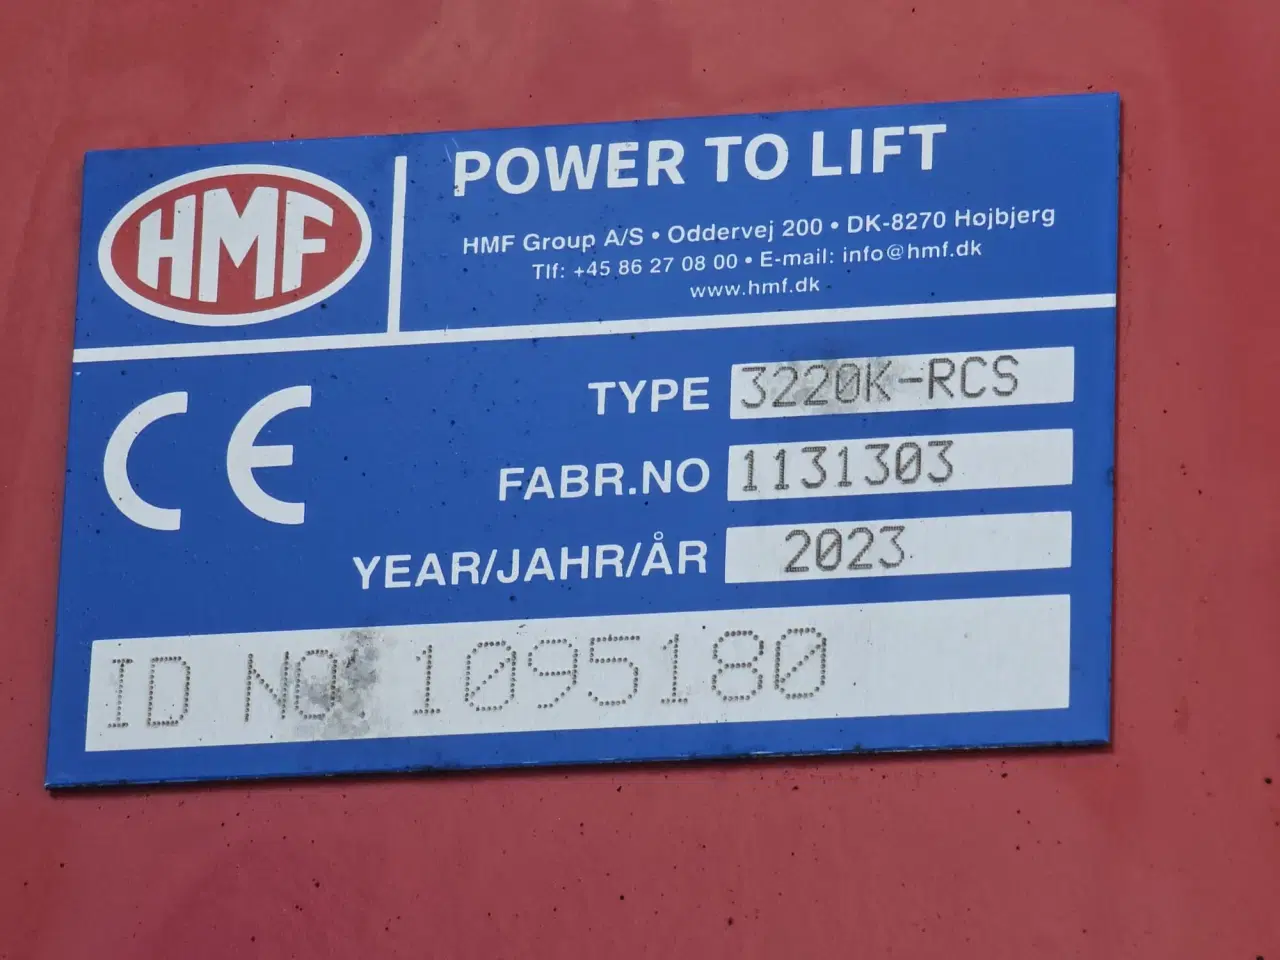 HMF
POWER TO LIFT
HMF Group A/S • Oddervej 200 • DK-8270 Højbjerg
Tlf: +45 86 27 08 00 • E-mail: info@hmf.dk
www.hmf.dk
CE
TYPE 3220K-RCS
FABR.NO 1131303
YEAR/JAHR/ÅR 2023
ID NO 1095180